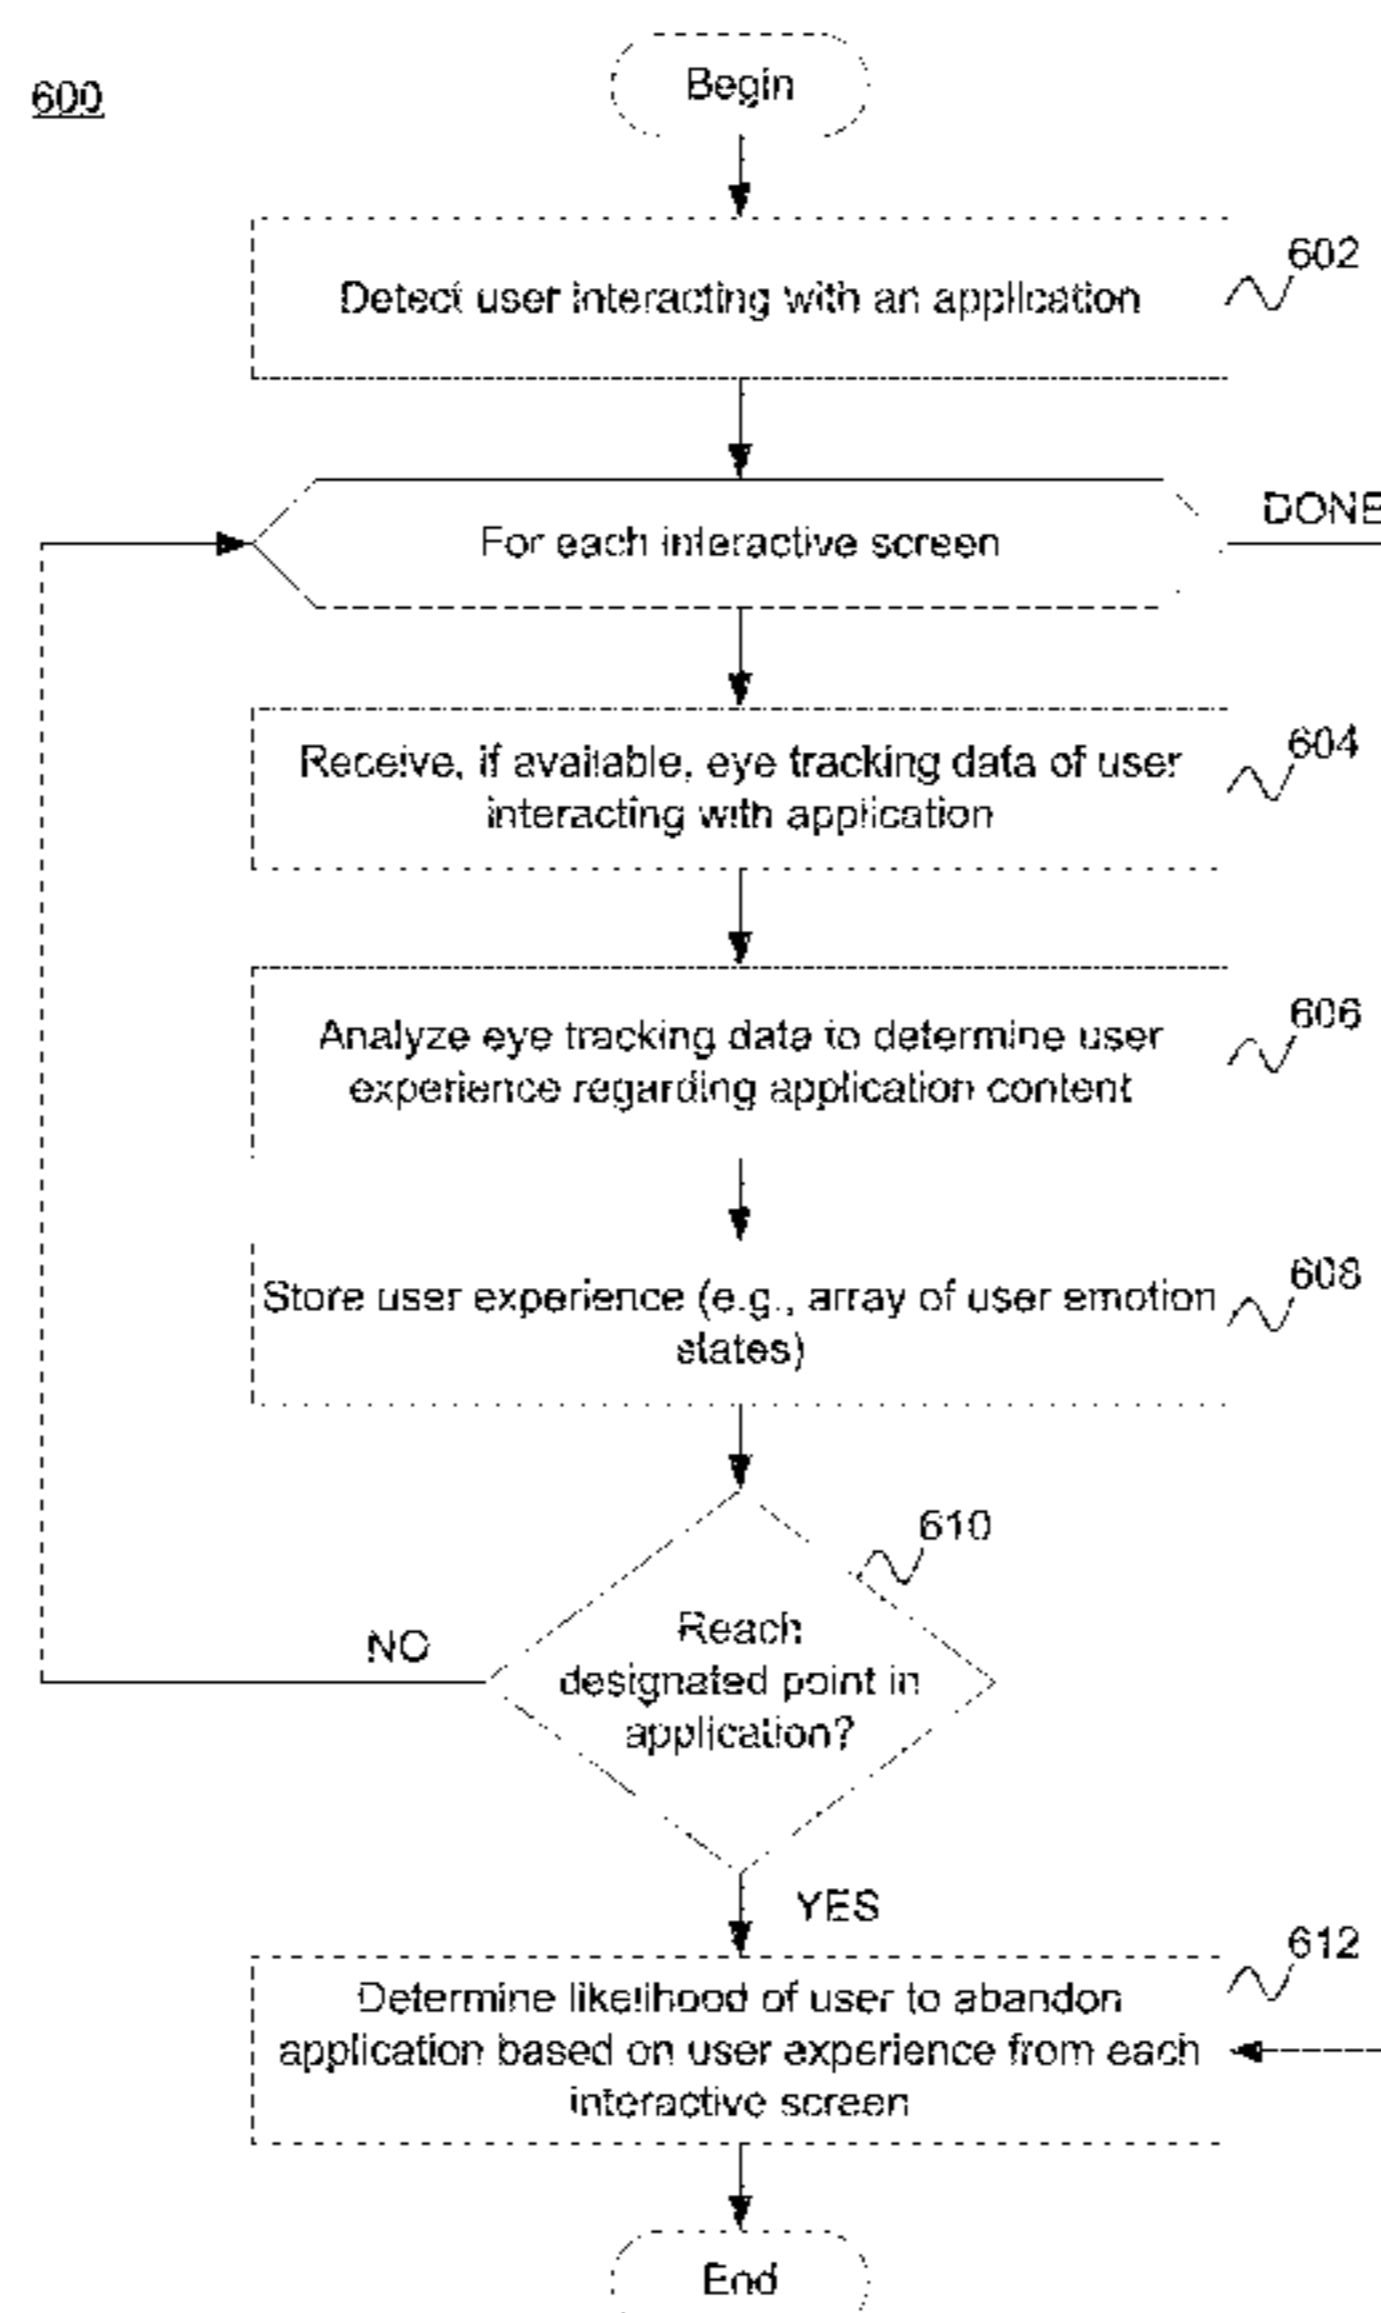 600
Begin
Detect user interacting with an application
602
For each interactive screen
DONE
Receive, if available, eye tracking data of user
interacting with application
604
Analyze eye tracking data to determine user
experience regarding application content
606
Store user experience (e.g., array of user emotion
states)
608
610
Reach
designated point in
application?
NO
YES
Determine likelihood of user to abandon
application based on user experience from each
interactive screen
612
End